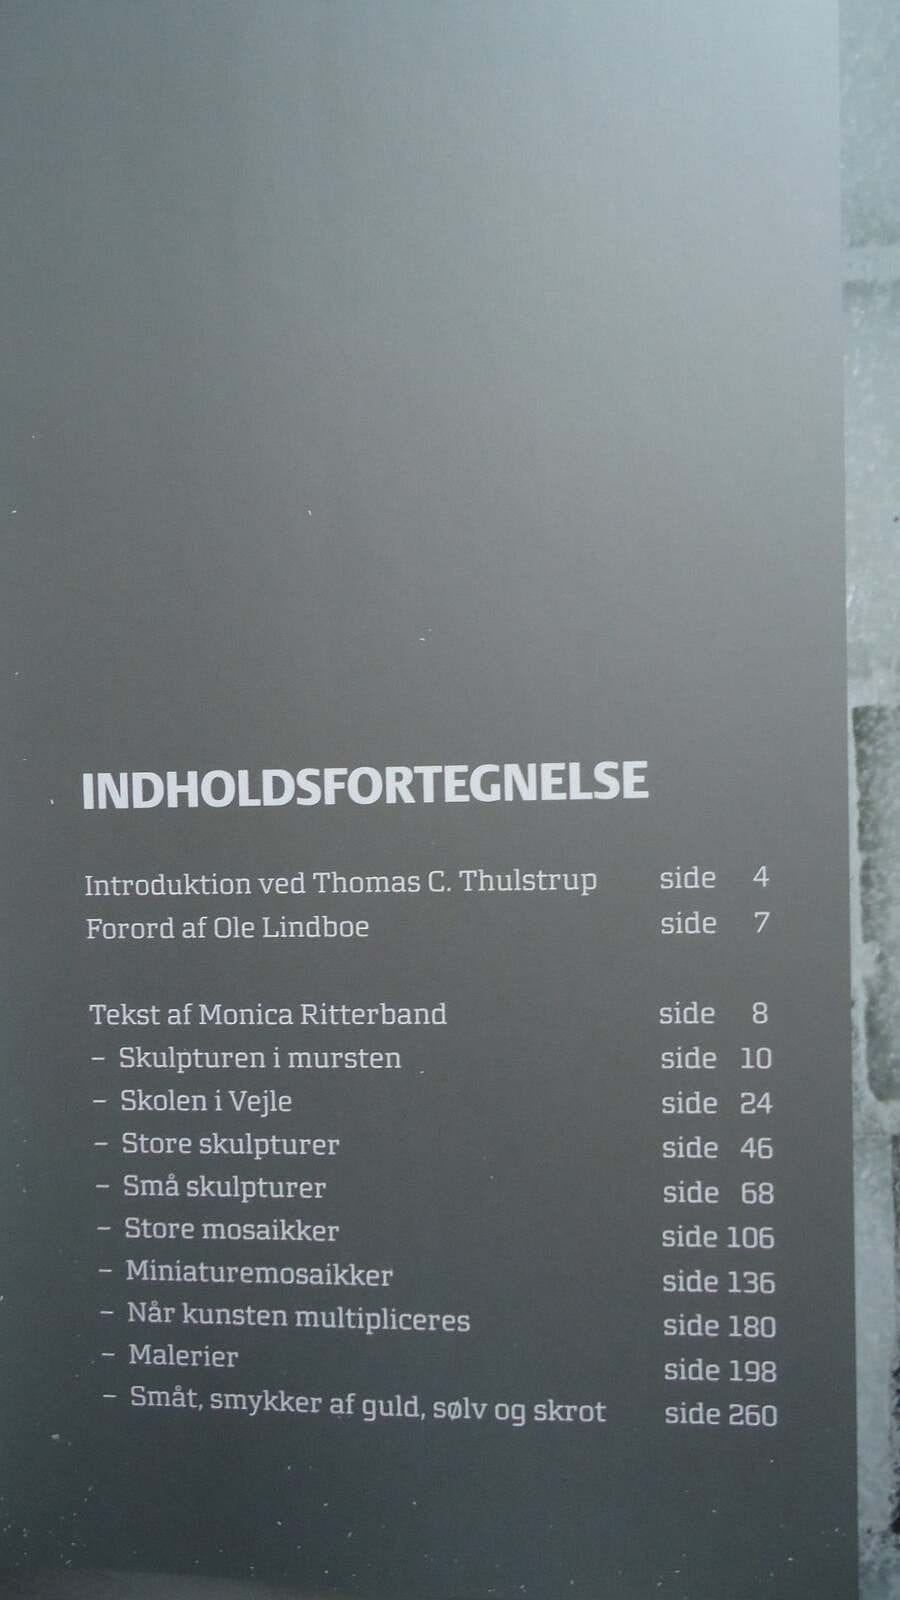 INDHOLDSFORTEGNELSE
Introduktion ved Thomas C. Thulstrup side 4
Forord af Ole Lindboe side 7
Tekst af Monica Ritterband side 8
– Skulpturen i mursten side 10
– Skolen i Vejle side 24
– Store skulpturer side 46
– Små skulpturer side 68
– Store mosaikker side 106
– Miniaturemosaikker side 136
– Når kunsten multipliceres side 180
– Malerier side 198
– Småt, smykker af guld, sølv og skrot side 260